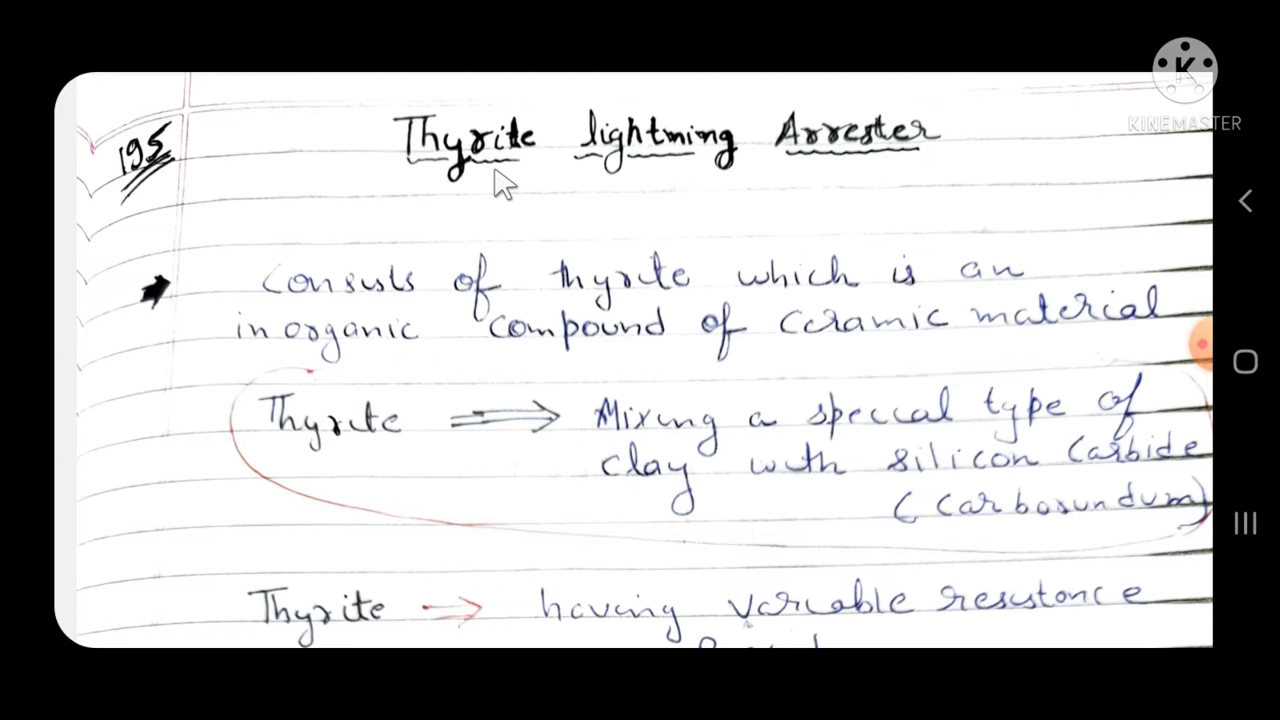 KINEMASTER
195
Thyrite lightning Arrester
Consists of thyrite which is an
inorganic compound of ceramic material
Thyrite ⟹ Mixing a special type of
clay with silicon carbide
(carbosundum)
Thyrite → having variable resistance